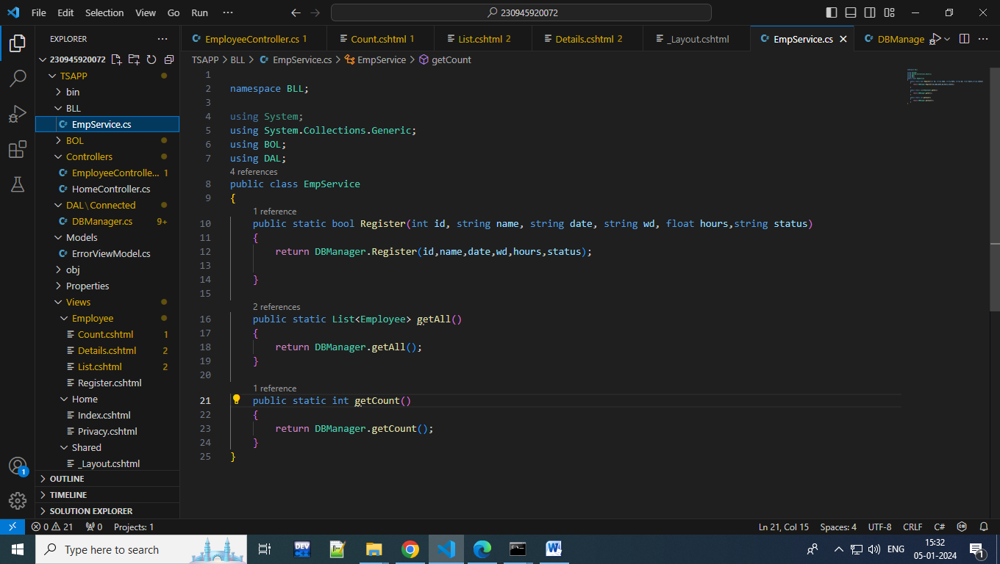 File Edit Selection View Go Run ···
230945920072
EXPLORER
230945920072
TSAPP
bin
BLL
EmpService.cs
BOL
Controllers
EmployeeControlle... 1
HomeController.cs
DAL\Connected
DBManager.cs 9+
Models
ErrorViewModel.cs
obj
Properties
Views
Employee
Count.cshtml 1
Details.cshtml 2
List.cshtml 2
Register.cshtml
Home
Index.cshtml
Privacy.cshtml
Shared
_Layout.cshtml
OUTLINE
TIMELINE
SOLUTION EXPLORER
EmployeeController.cs 1 Count.cshtml 1 List.cshtml 2 Details.cshtml 2 _Layout.cshtml EmpService.cs DBManage
TSAPP > BLL > EmpService.cs > EmpService > getCount
1
2 namespace BLL;
3
4 using System;
5 using System.Collections.Generic;
6 using BOL;
7 using DAL;
4 references
8 public class EmpService
9 {
1 reference
10 public static bool Register(int id, string name, string date, string wd, float hours,string status)
11 {
12 return DBManager.Register(id,name,date,wd,hours,status);
13
14 }
15
2 references
16 public static List<Employee> getAll()
17 {
18 return DBManager.getAll();
19 }
20
1 reference
21 public static int getCount()
22 {
23 return DBManager.getCount();
24 }
25 }
1
0 21 0 Projects: 1
Ln 21, Col 15 Spaces: 4 UTF-8 CRLF C#
Type here to search
DEV
ENG
15:32
05-01-2024
1